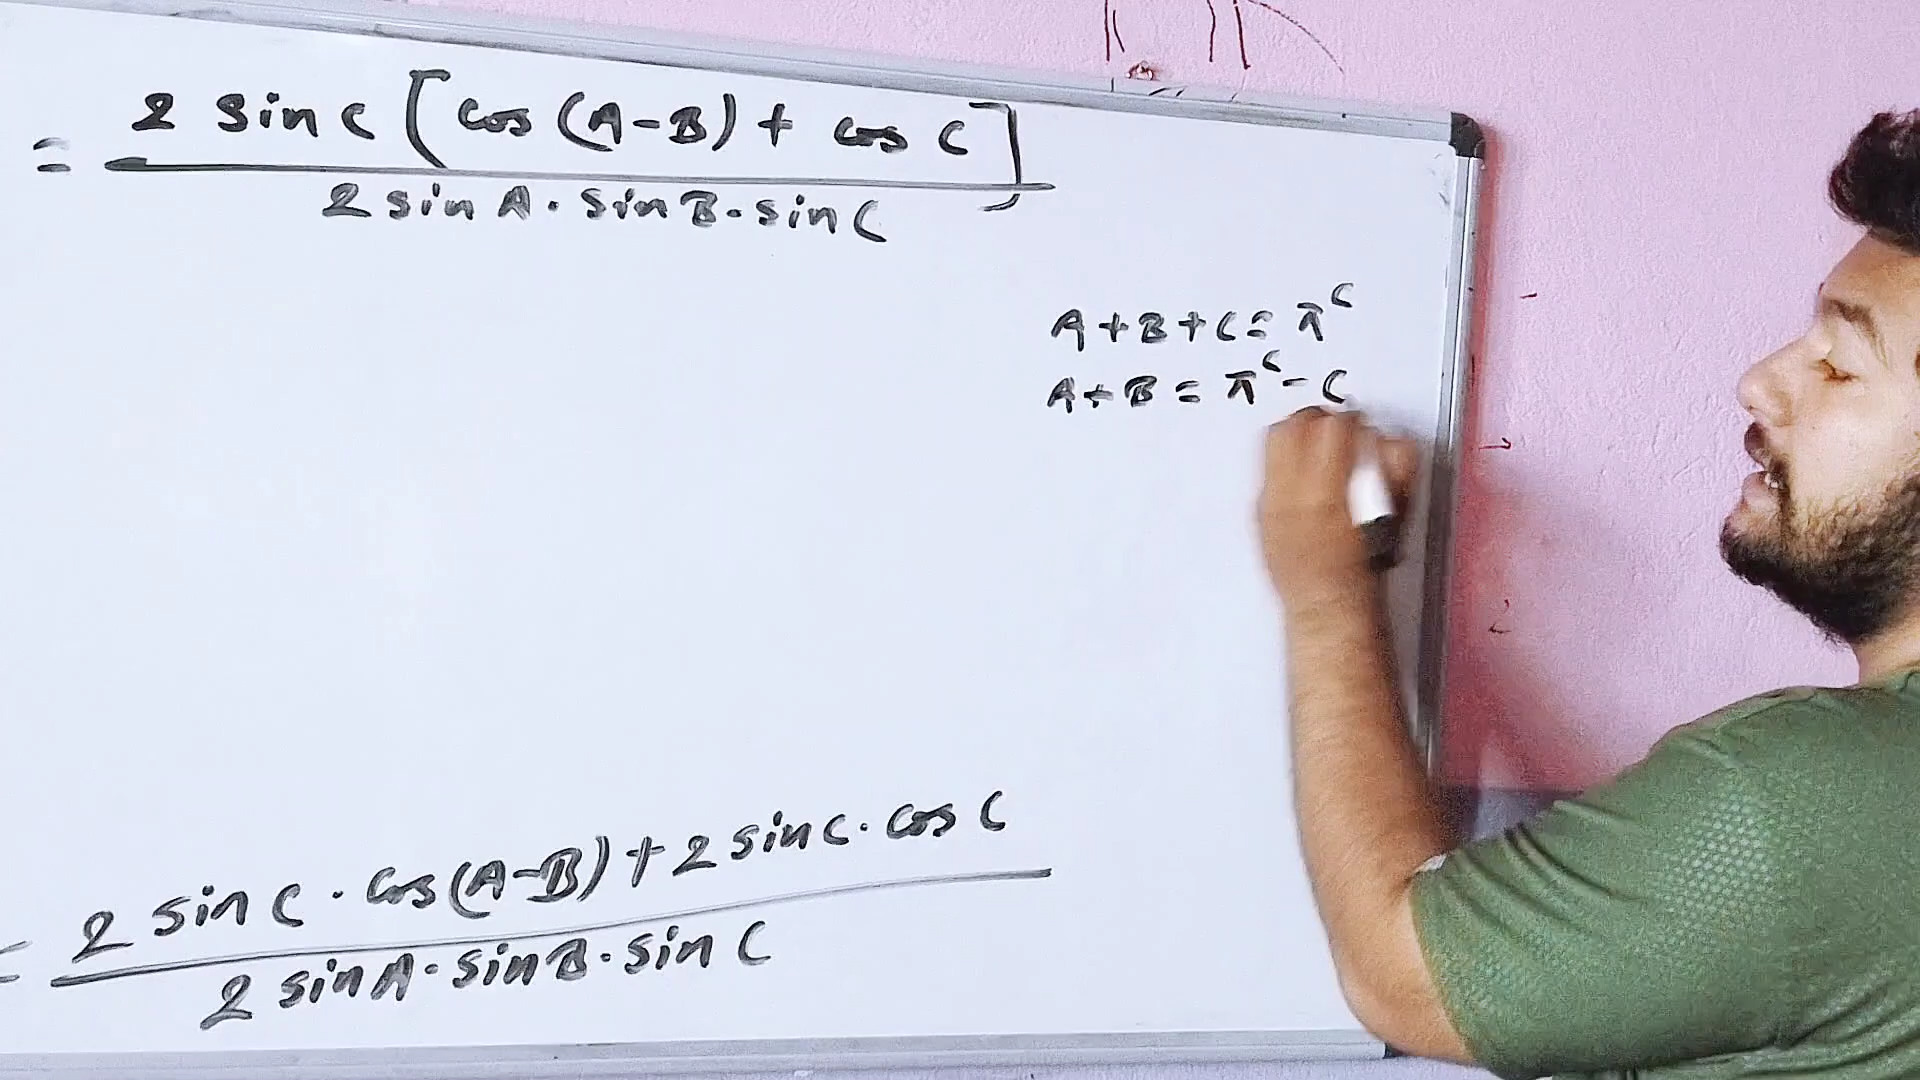 = 2 sin C [cos (A-B) + cos C]
2 sin A · sin B · sin C
A + B + C = π^c
A + B = π^c - C
= 2 sin C · cos (A-B) + 2 sin C · cos C
2 sin A · sin B · sin C